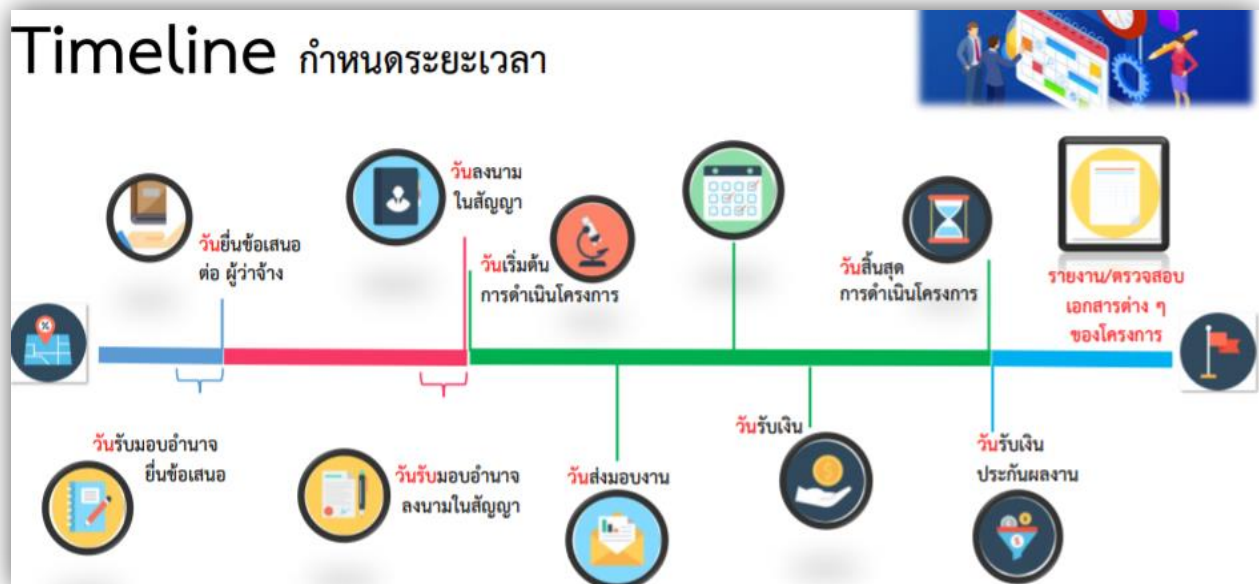 Timeline กำหนดระยะเวลา
วันยื่นข้อเสนอ
ต่อ ผู้ว่าจ้าง
วันลงนาม
ในสัญญา
วันเริ่มต้น
การดำเนินโครงการ
วันสิ้นสุด
การดำเนินโครงการ
รายงาน/ตรวจสอบ
เอกสารต่าง ๆ
ของโครงการ
วันรับมอบอำนาจ
ยื่นข้อเสนอ
วันรับมอบอำนาจ
ลงนามในสัญญา
วันส่งมอบงาน
วันรับเงิน
วันรับเงิน
ประกันผลงาน